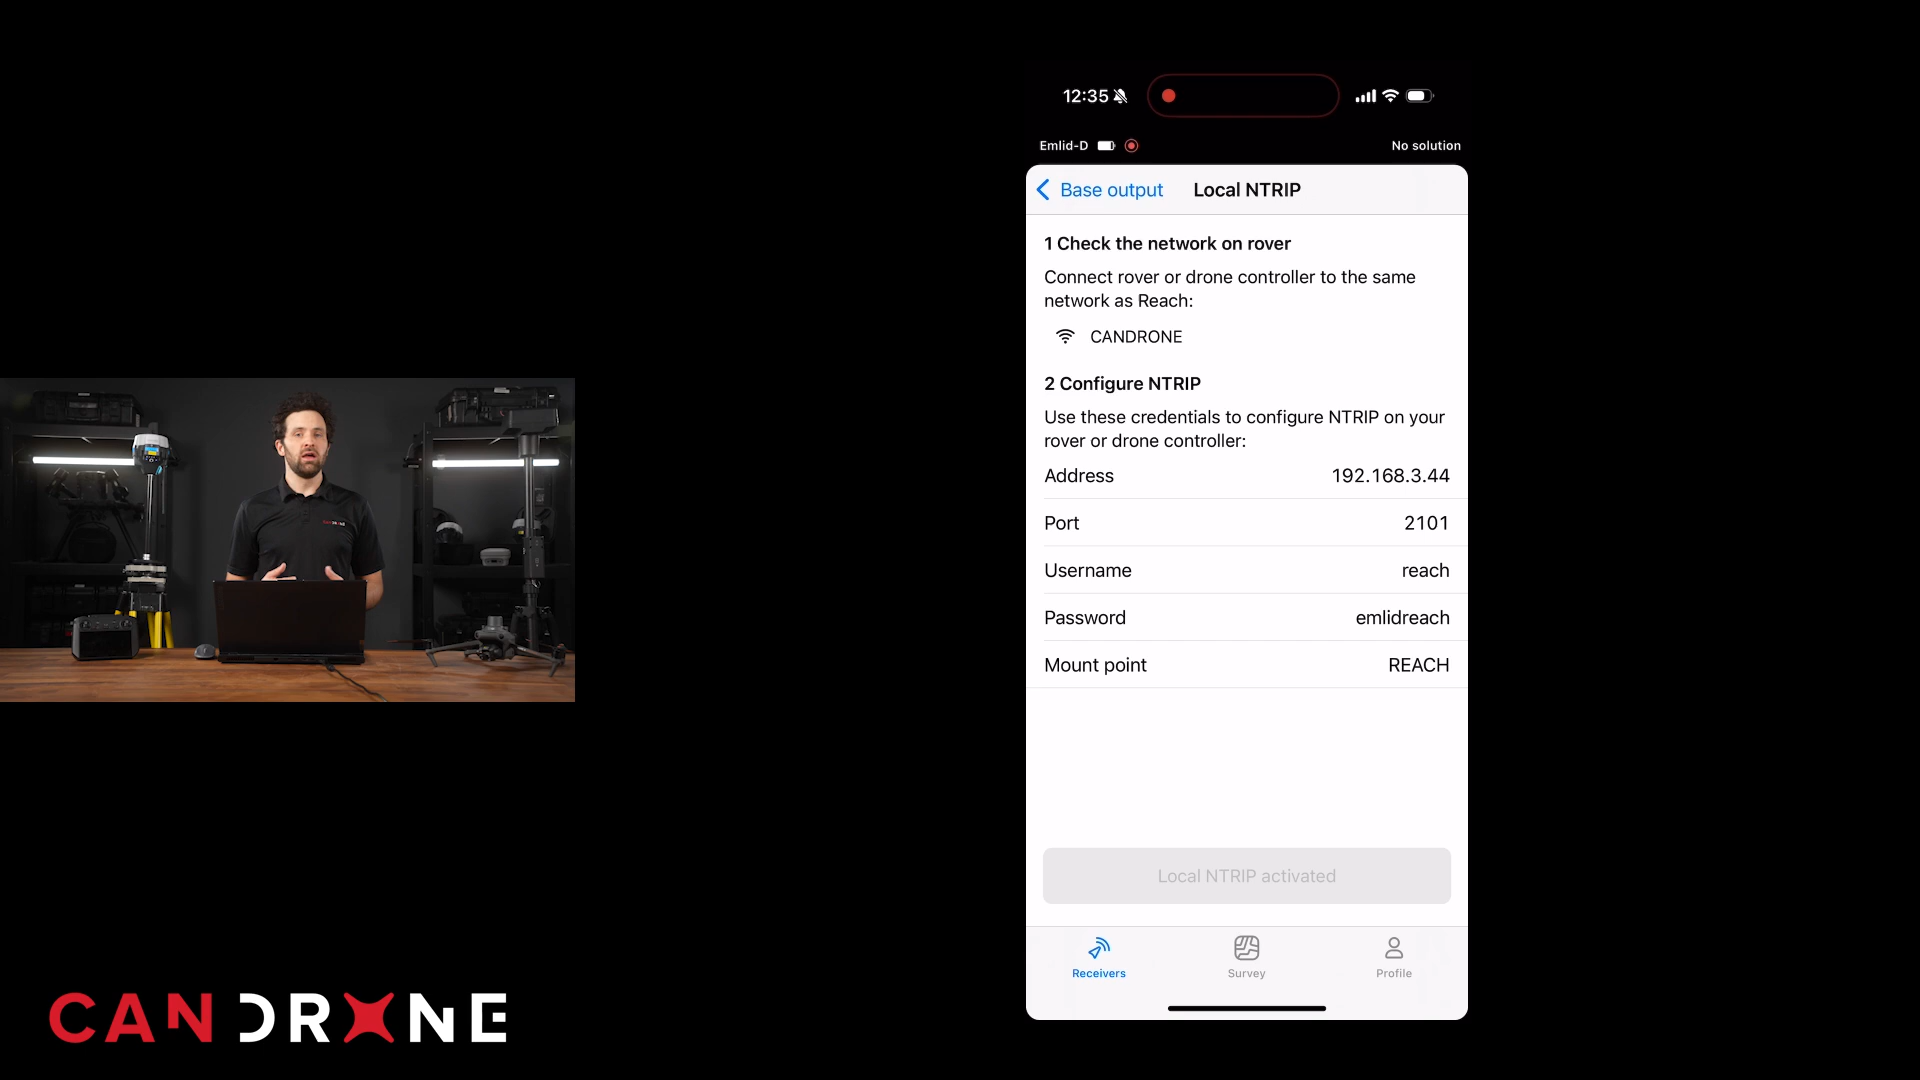 12:35
Emlid-D
No solution
Base output
Local NTRIP
1 Check the network on rover
Connect rover or drone controller to the same
network as Reach:
CANDRONE
2 Configure NTRIP
Use these credentials to configure NTRIP on your
rover or drone controller:
Address 192.168.3.44
Port 2101
Username reach
Password emlidreach
Mount point REACH
Local NTRIP activated
Receivers
Survey
Profile
CANDRONE